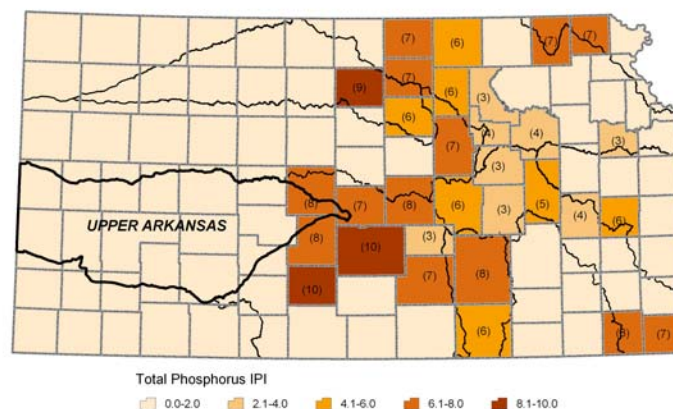 (7) (6) (7) (7)
(9) (7) (6) (3)
(6) (4) (4) (3)
(7) (3)
(8) (7) (8) (6) (3) (5) (4) (6)
UPPER ARKANSAS
(8) (10) (3)
(10) (7) (8)
(6) (8) (7)
Total Phosphorus IPI
0.0-2.0 2.1-4.0 4.1-6.0 6.1-8.0 8.1-10.0